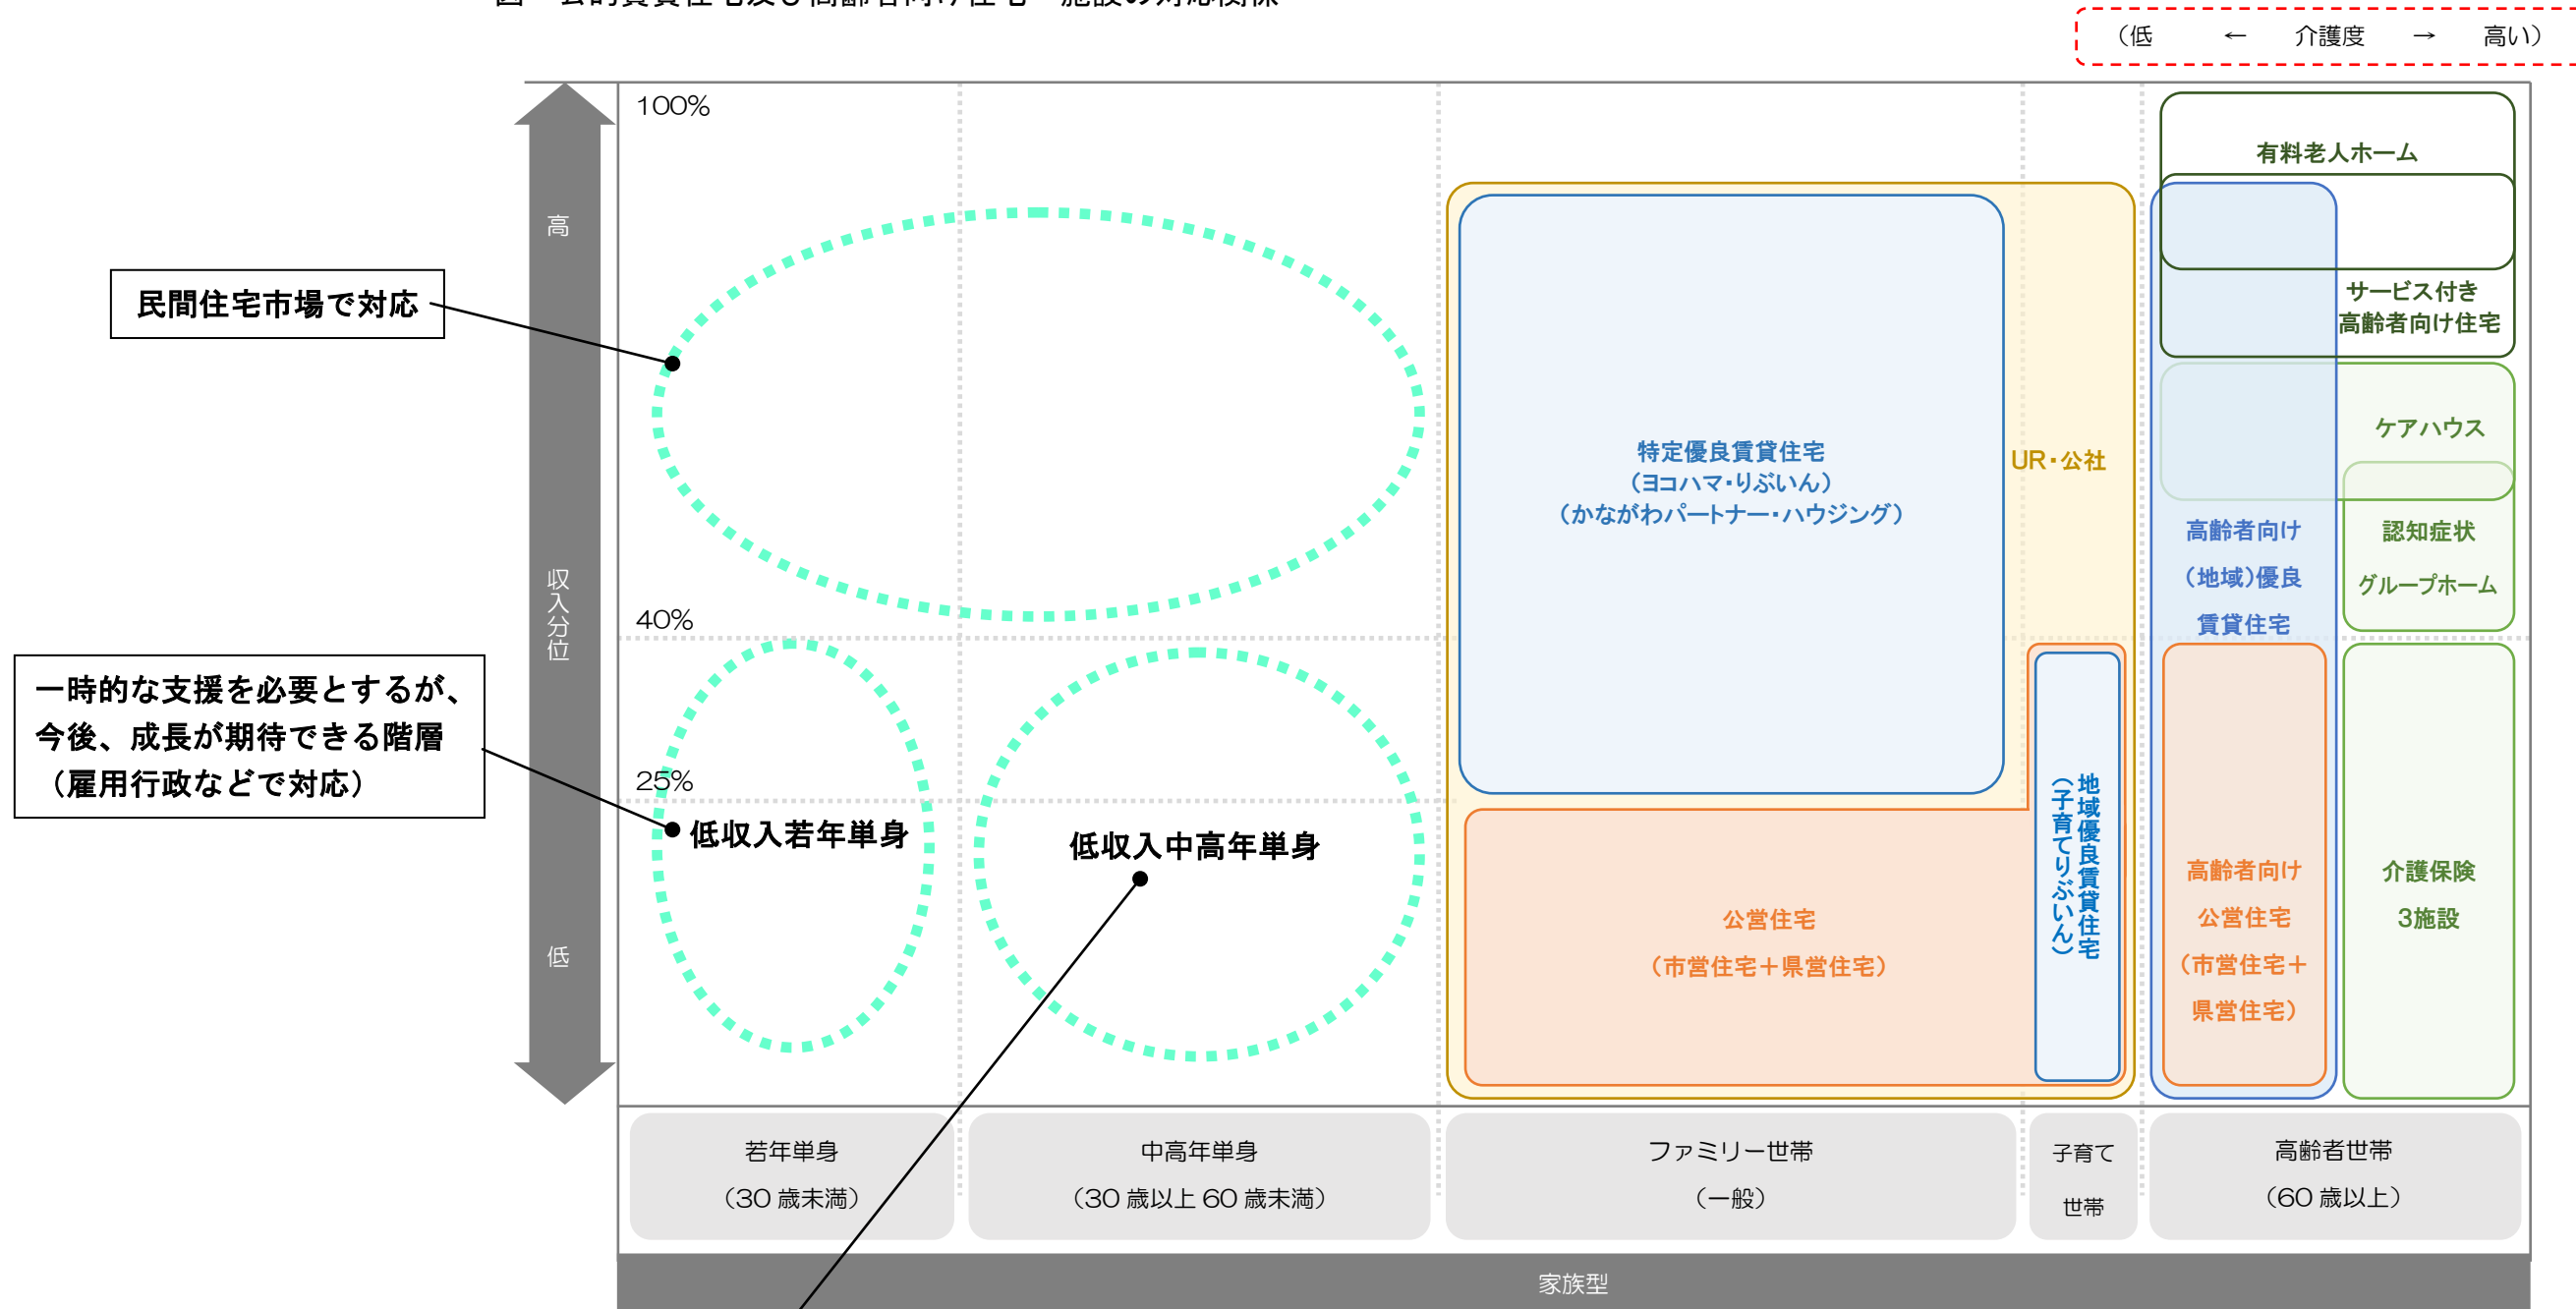 （低　←　介護度　→　高い）
100%
高
有料老人ホーム
民間住宅市場で対応
サービス付き
高齢者向け住宅
ケアハウス
特定優良賃貸住宅
（ヨコハマ・りぶいん）
（かながわパートナー・ハウジング）
UR・公社
高齢者向け
（地域）優良
賃貸住宅
認知症状
グループホーム
収入分位
40%
一時的な支援を必要とするが、
今後、成長が期待できる階層
（雇用行政などで対応）
25%
低収入若年単身
低収入中高年単身
地域優良賃貸住宅
（子育てりぶいん）
公営住宅
（市営住宅＋県営住宅）
高齢者向け
公営住宅
（市営住宅＋
県営住宅）
介護保険
3施設
低
若年単身
（30 歳未満）
中高年単身
（30 歳以上 60 歳未満）
ファミリー世帯
（一般）
子育て
世帯
高齢者世帯
（60 歳以上）
家族型